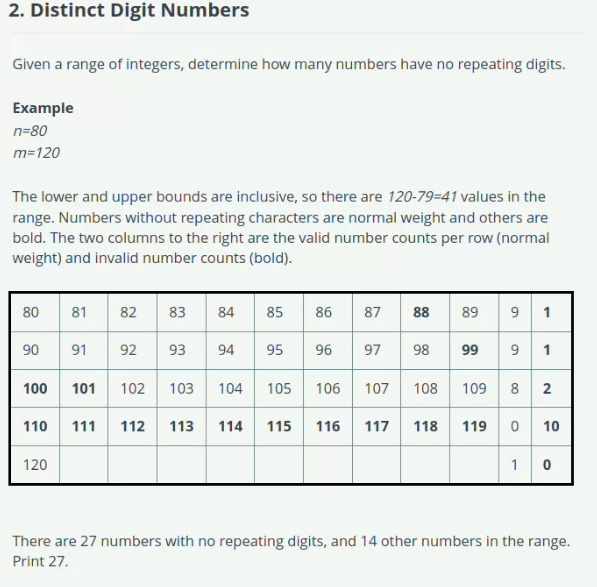 2. Distinct Digit Numbers
Given a range of integers, determine how many numbers have no repeating digits.
Example
n=80
m=120
The lower and upper bounds are inclusive, so there are 120-79=41 values in the
range. Numbers without repeating characters are normal weight and others are
bold. The two columns to the right are the valid number counts per row (normal
weight) and invalid number counts (bold).
80 81 82 83 84 85 86 87 88 89 9 1
90 91 92 93 94 95 96 97 98 99 9 1
100 101 102 103 104 105 106 107 108 109 8 2
110 111 112 113 114 115 116 117 118 119 0 10
120 1 0
There are 27 numbers with no repeating digits, and 14 other numbers in the range.
Print 27.